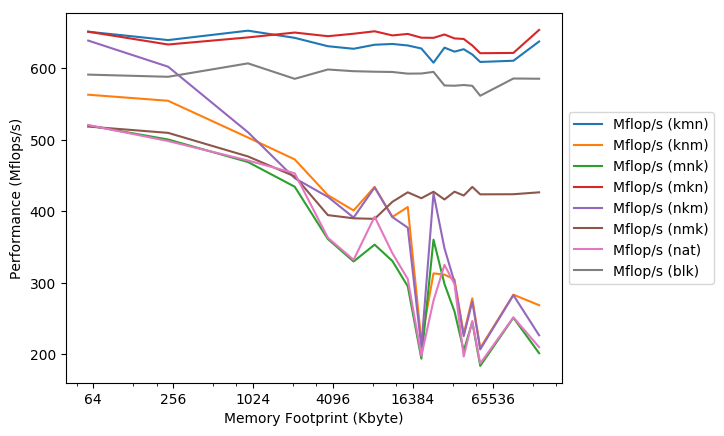 600
500
400
300
200
Performance (Mflops/s)
64 256 1024 4096 16384 65536
Memory Footprint (Kbyte)
Mflop/s (kmn)
Mflop/s (knm)
Mflop/s (mnk)
Mflop/s (mkn)
Mflop/s (nkm)
Mflop/s (nmk)
Mflop/s (nat)
Mflop/s (blk)